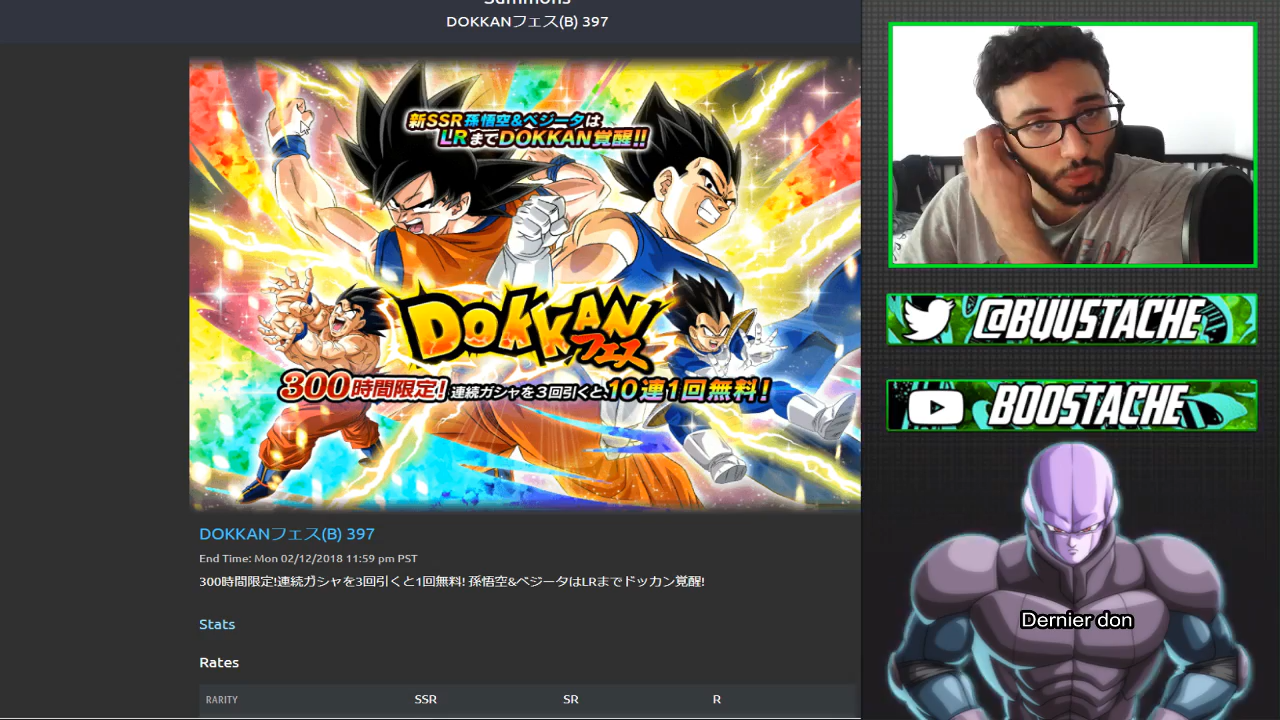 Summons
DOKKANフェス(B) 397
新SSR孫悟空&ベジータは
LRまでDOKKAN覚醒!!
DOKKAN
フェス
300時間限定! 連続ガシャを3回引くと、10連1回無料!
DOKKANフェス(B) 397
End Time: Mon 02/12/2018 11:59 pm PST
300時間限定!連続ガシャを3回引くと1回無料! 孫悟空&ベジータはLRまでドッカン覚醒!
Stats
Rates
RARITY SSR SR R
@BUUSTACHE
BOOSTACHE
Dernier don